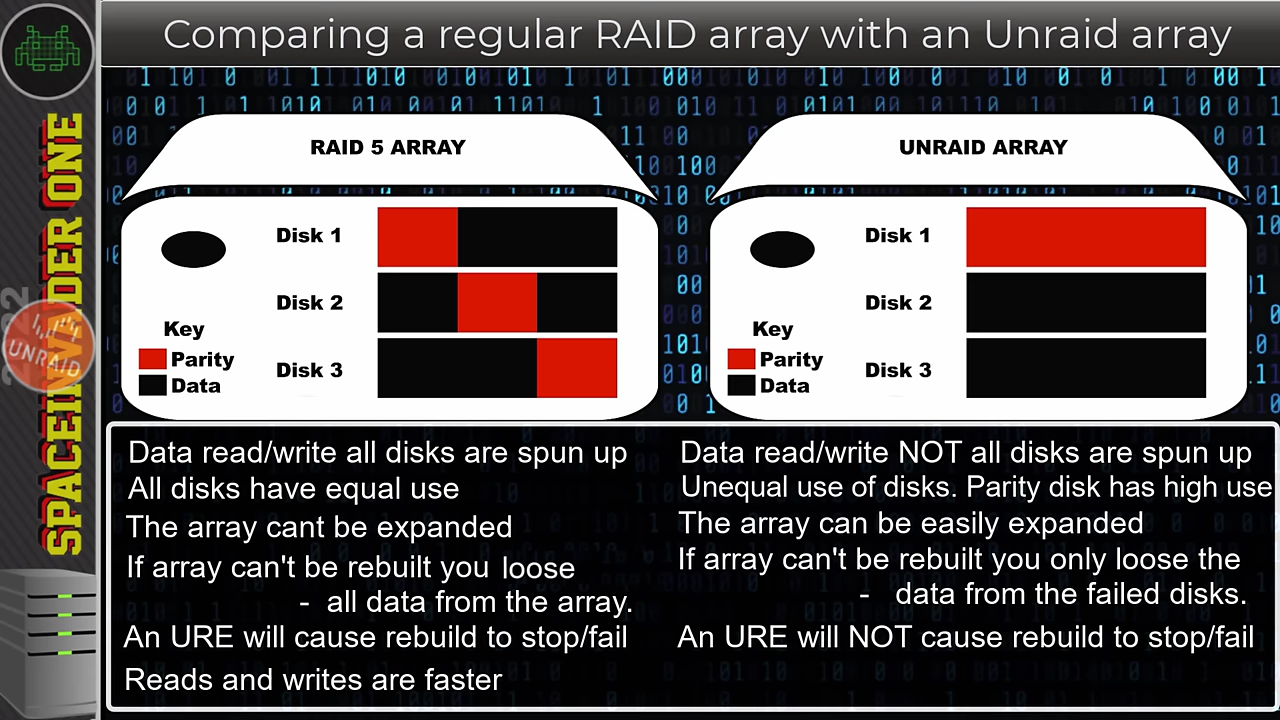 Comparing a regular RAID array with an Unraid array
SPACEINVADER ONE
UNRAID
RAID 5 ARRAY
Disk 1
Disk 2
Disk 3
Key
Parity
Data
UNRAID ARRAY
Disk 1
Disk 2
Disk 3
Key
Parity
Data
Data read/write all disks are spun up
All disks have equal use
The array cant be expanded
If array can't be rebuilt you loose
- all data from the array.
An URE will cause rebuild to stop/fail
Reads and writes are faster
Data read/write NOT all disks are spun up
Unequal use of disks. Parity disk has high use
The array can be easily expanded
If array can't be rebuilt you only loose the
- data from the failed disks.
An URE will NOT cause rebuild to stop/fail